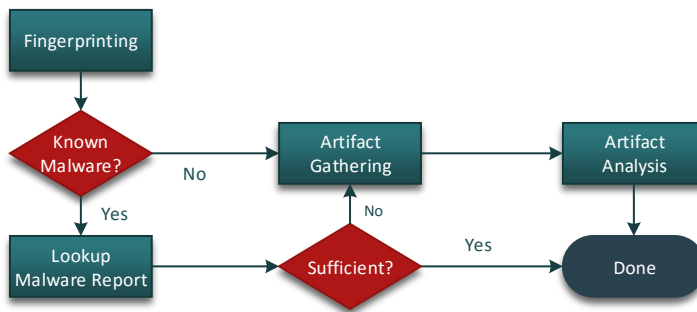 Fingerprinting
Known
Malware?
No
Artifact
Gathering
Artifact
Analysis
Yes
No
Lookup
Malware Report
Sufficient?
Yes
Done